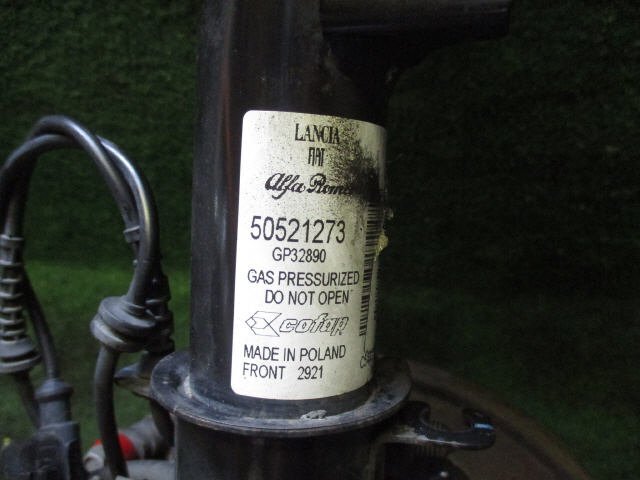 LANCIA
FIAT
Alfa Romeo
50521273
GP32890
GAS PRESSURIZED
DO NOT OPEN
cofap
MADE IN POLAND
FRONT 2921